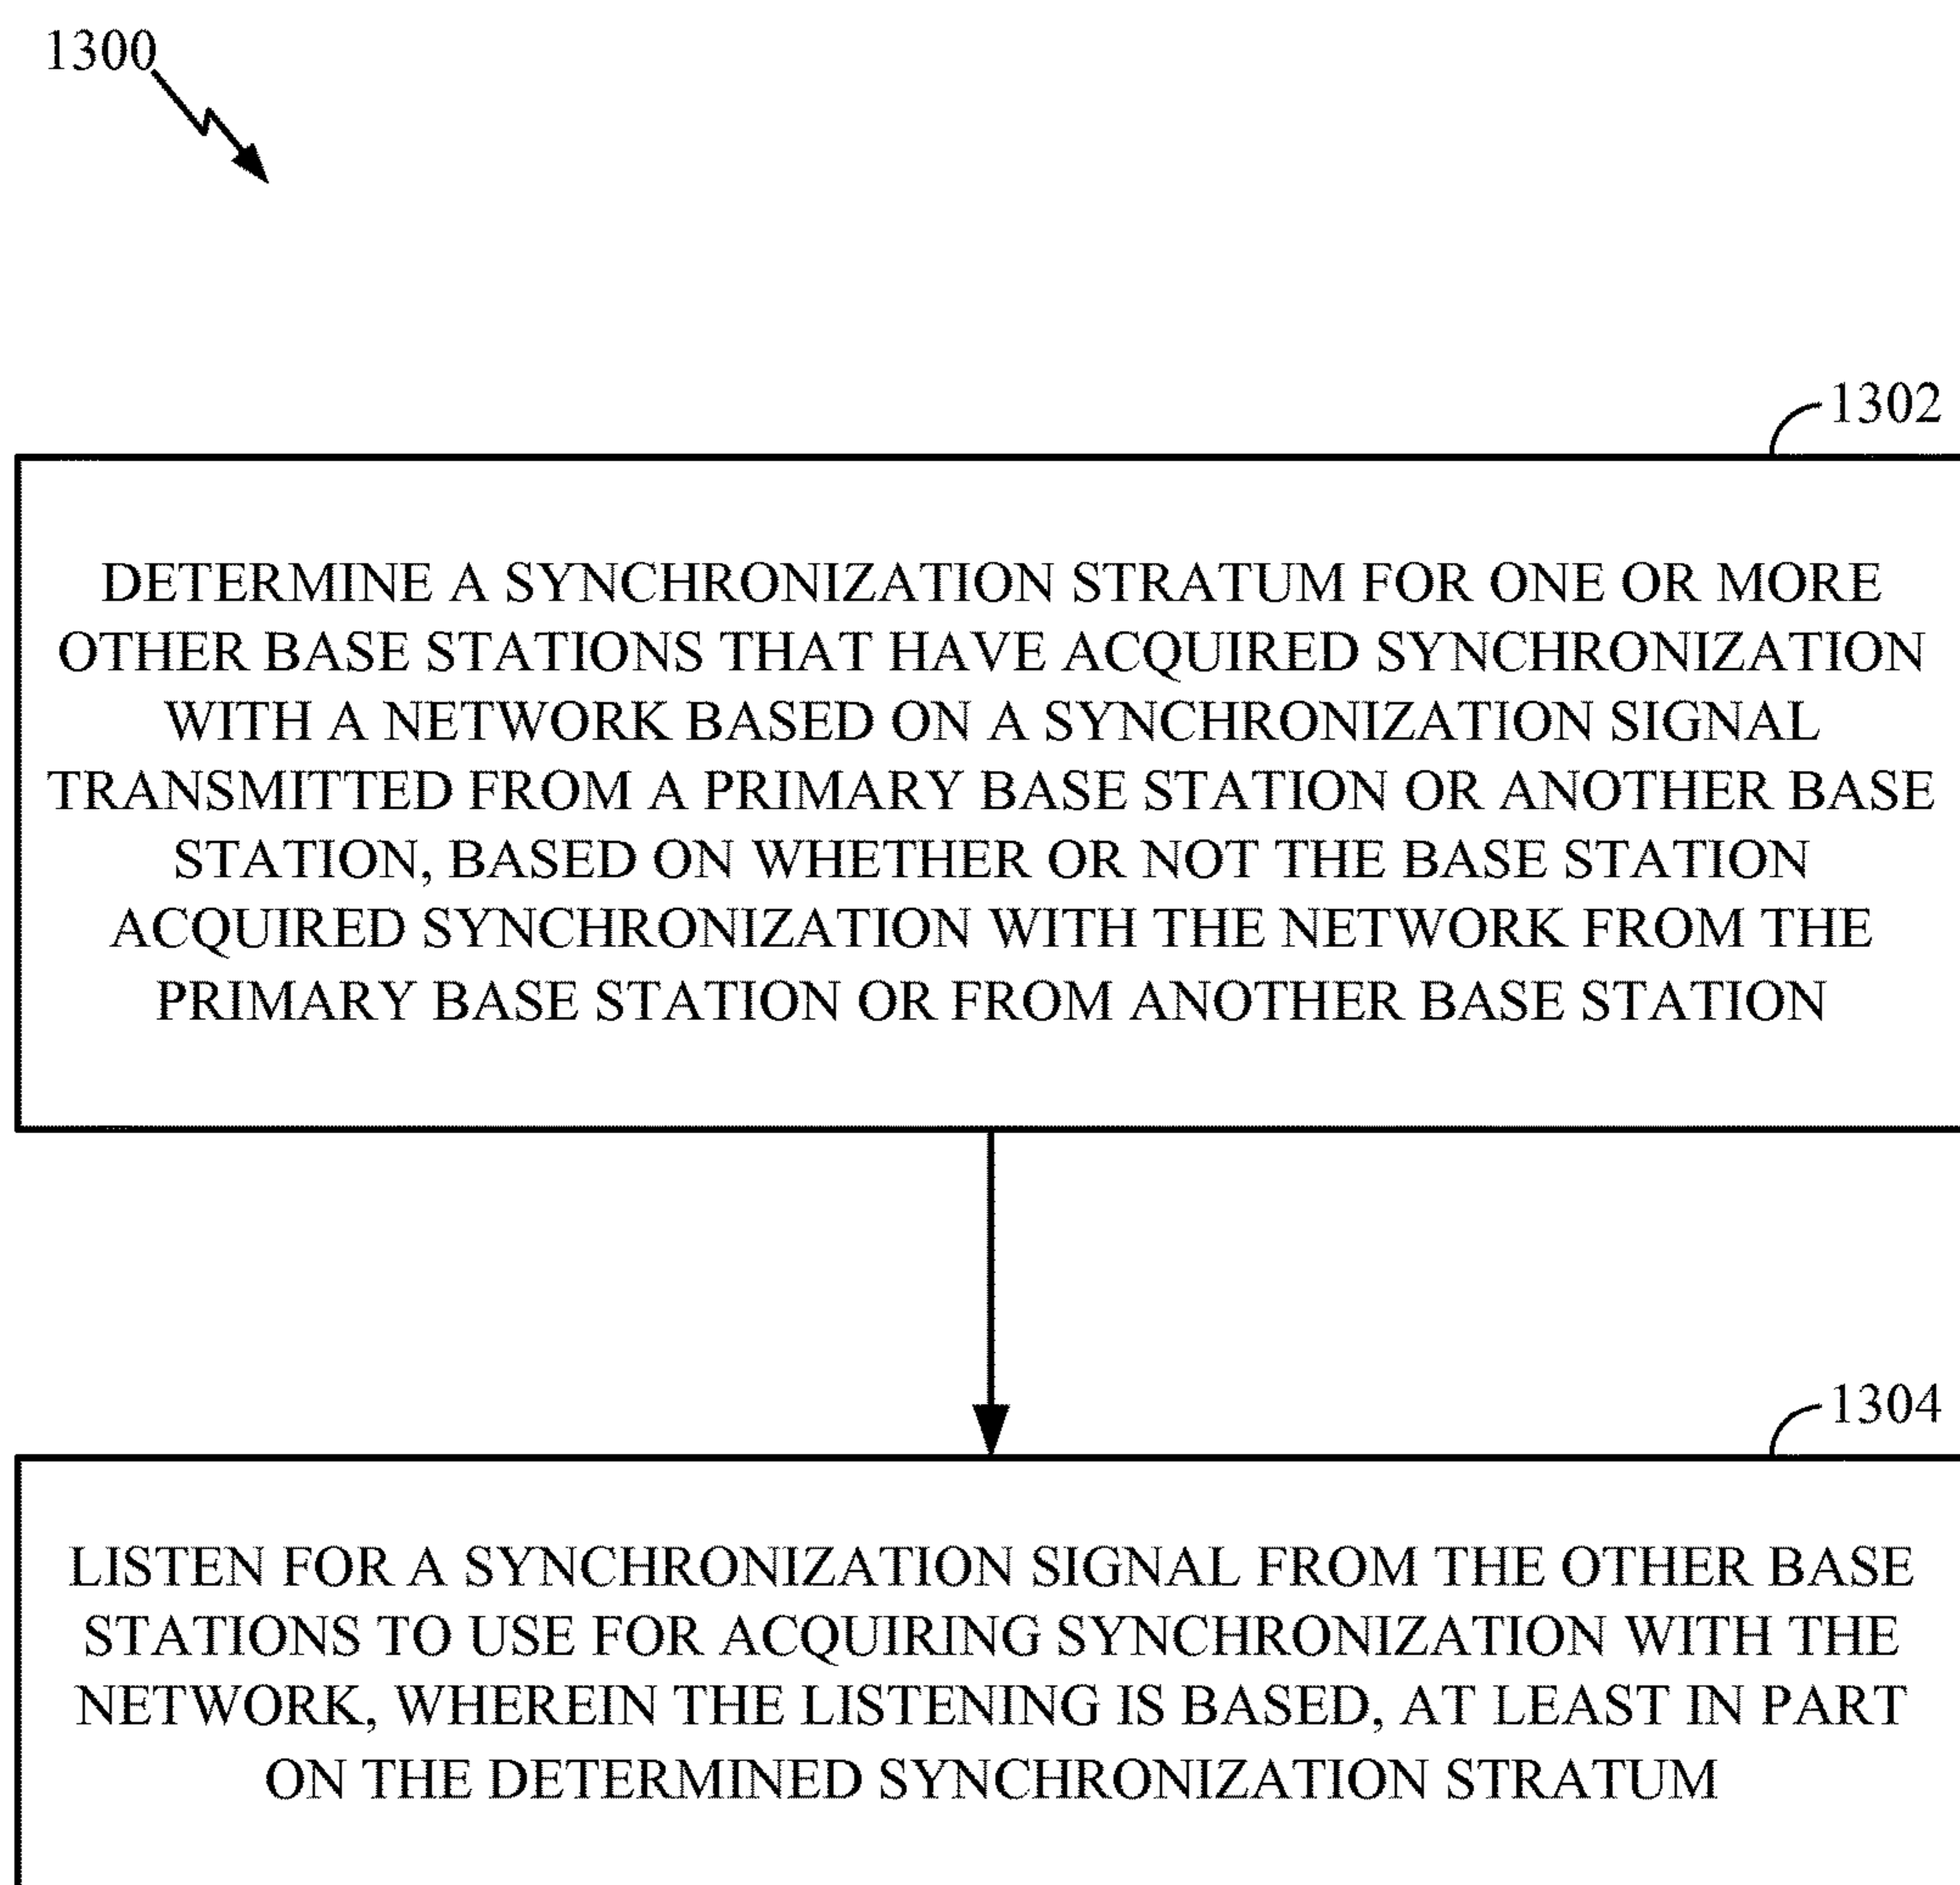 1300
1302
DETERMINE A SYNCHRONIZATION STRATUM FOR ONE OR MORE
OTHER BASE STATIONS THAT HAVE ACQUIRED SYNCHRONIZATION
WITH A NETWORK BASED ON A SYNCHRONIZATION SIGNAL
TRANSMITTED FROM A PRIMARY BASE STATION OR ANOTHER BASE
STATION, BASED ON WHETHER OR NOT THE BASE STATION
ACQUIRED SYNCHRONIZATION WITH THE NETWORK FROM THE
PRIMARY BASE STATION OR FROM ANOTHER BASE STATION
1304
LISTEN FOR A SYNCHRONIZATION SIGNAL FROM THE OTHER BASE
STATIONS TO USE FOR ACQUIRING SYNCHRONIZATION WITH THE
NETWORK, WHEREIN THE LISTENING IS BASED, AT LEAST IN PART
ON THE DETERMINED SYNCHRONIZATION STRATUM